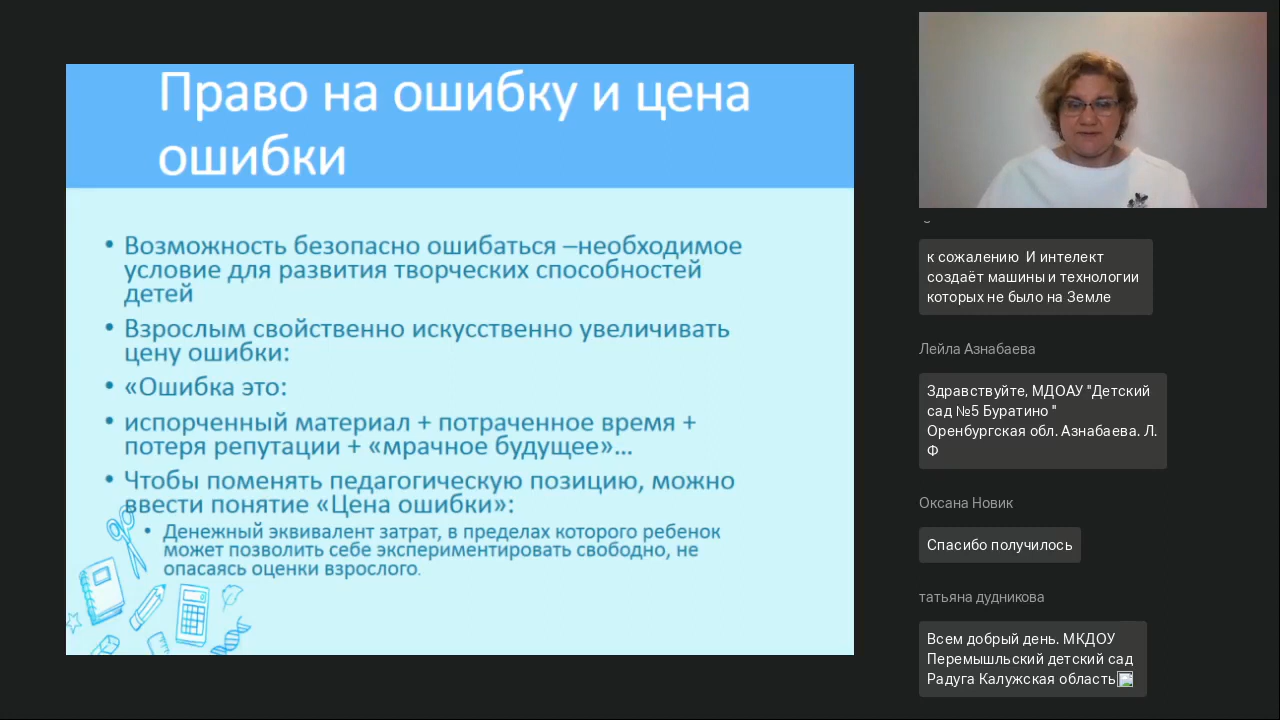 Право на ошибку и цена
ошибки
• Возможность безопасно ошибаться –необходимое
условие для развития творческих способностей
детей
• Взрослым свойственно искусственно увеличивать
цену ошибки:
• «Ошибка это:
• испорченный материал + потраченное время +
потеря репутации + «мрачное будущее»...
• Чтобы поменять педагогическую позицию, можно
ввести понятие «Цена ошибки»:
• Денежный эквивалент затрат, в пределах которого ребенок
может позволить себе экспериментировать свободно, не
опасаясь оценки взрослого.
к сожалению И интелект
создаёт машины и технологии
которых не было на Земле
Лейла Азнабаева
Здравствуйте, МДОАУ "Детский
сад №5 Буратино "
Оренбургская обл. Азнабаева. Л.
Ф
Оксана Новик
Спасибо получилось
татьяна дудникова
Всем добрый день. МКДОУ
Перемышльский детский сад
Радуга Калужская область